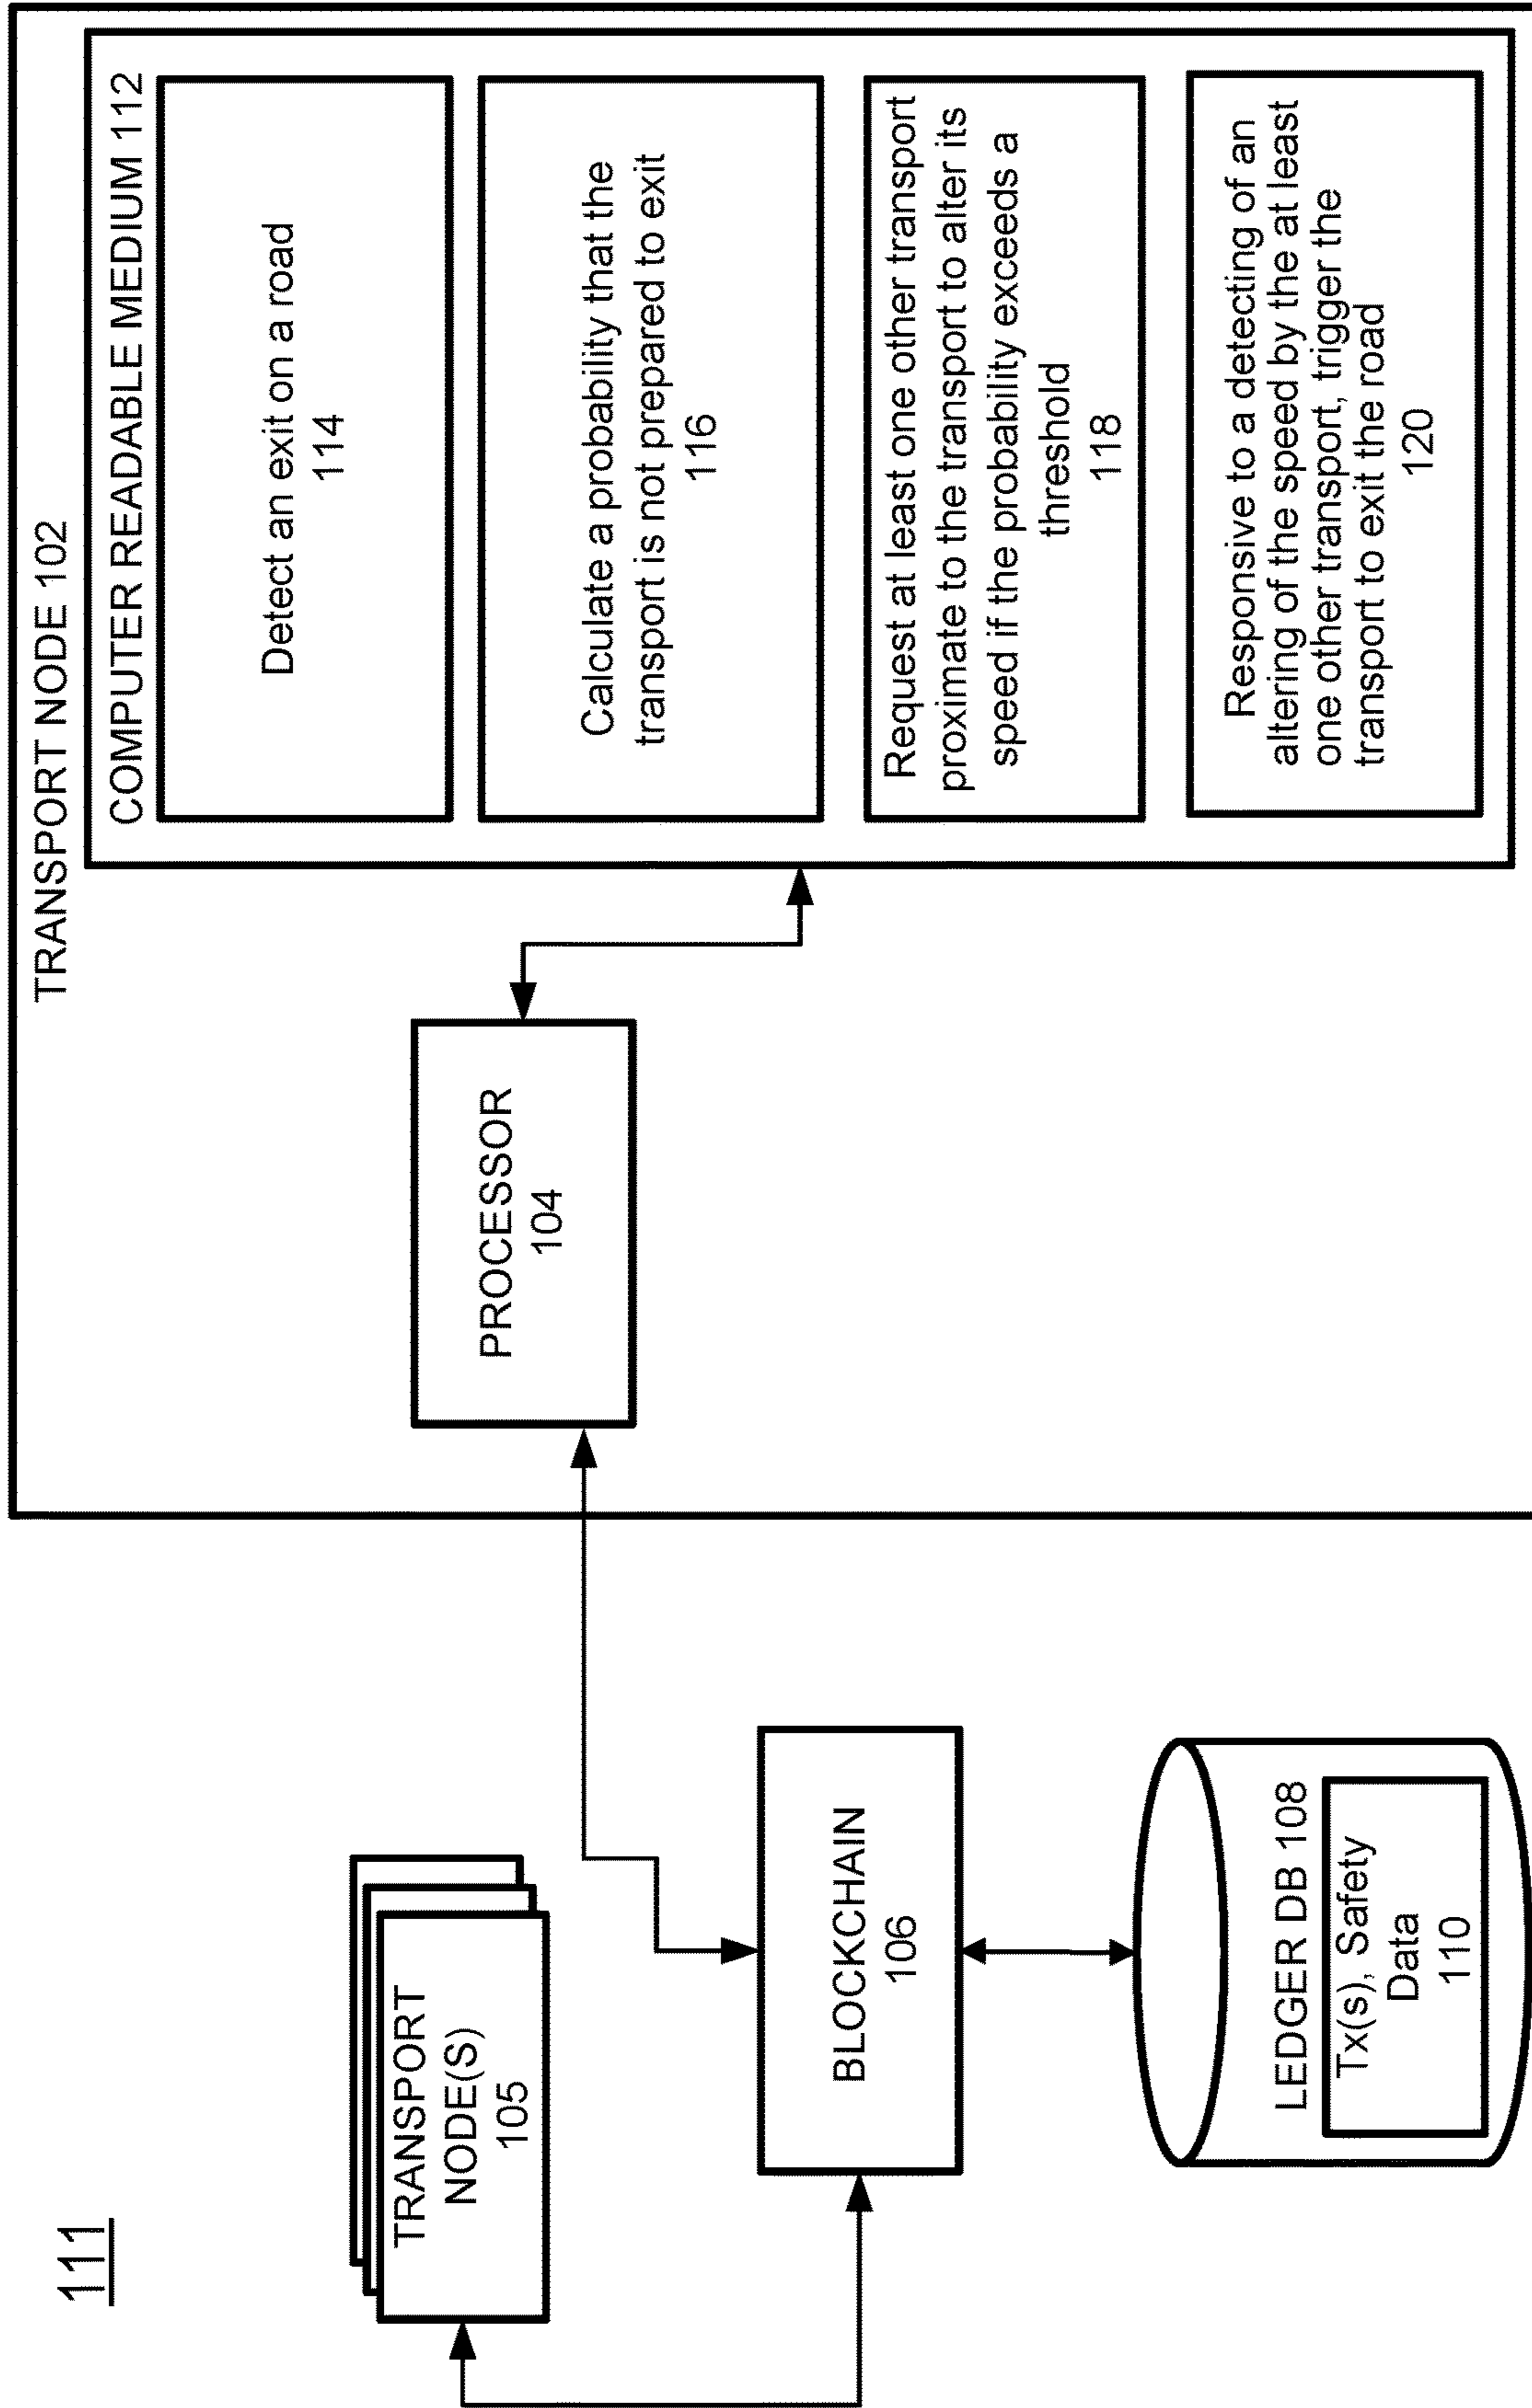 111
TRANSPORT NODE 102
COMPUTER READABLE MEDIUM 112
Detect an exit on a road
114
Calculate a probability that the
transport is not prepared to exit
116
Request at least one other transport
proximate to the transport to alter its
speed if the probability exceeds a
threshold
118
Responsive to a detecting of an
altering of the speed by the at least
one other transport, trigger the
transport to exit the road
120
PROCESSOR
104
TRANSPORT
NODE(S)
105
BLOCKCHAIN
106
LEDGER DB 108
Tx(s), Safety
Data
110